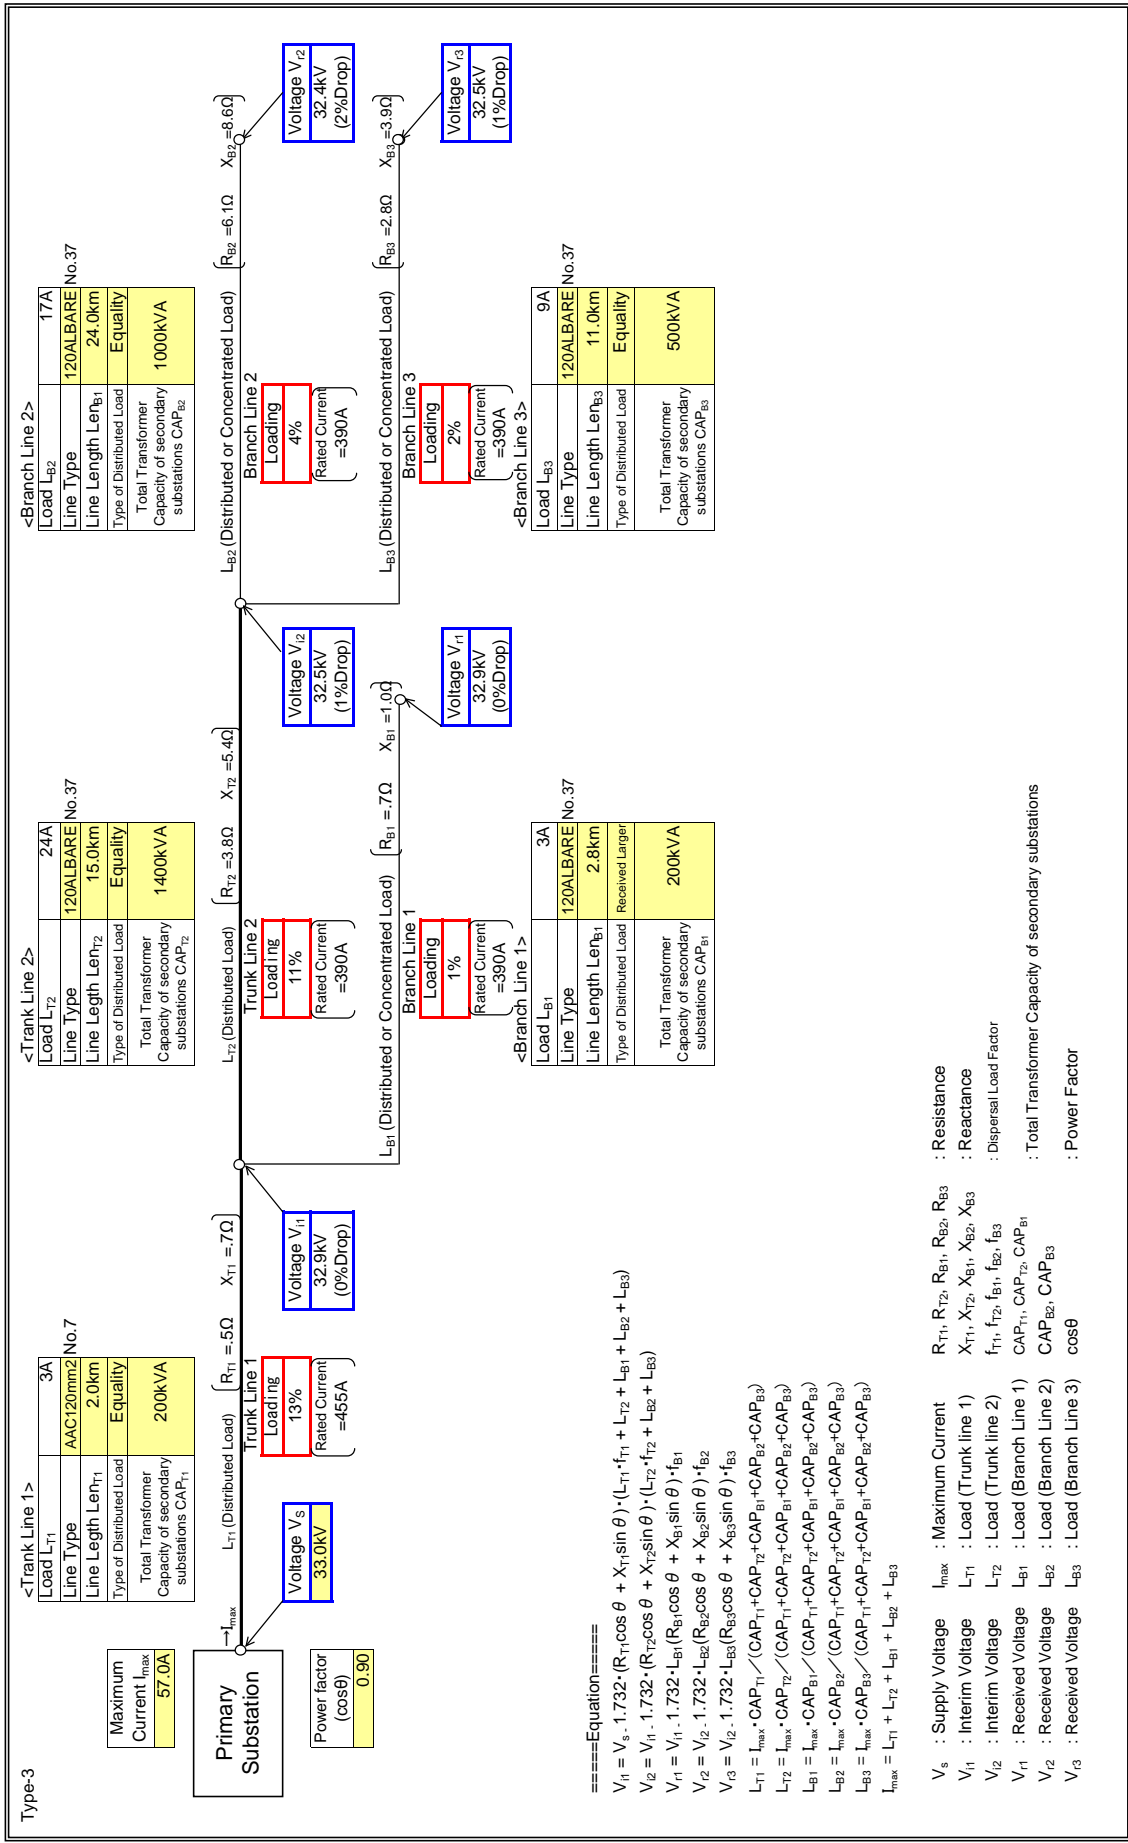 Type-3
Maximum
Current Imax
57.0A
Primary
Substation
Power factor
(cosθ)
0.90
→Imax
Voltage VS
33.0kV
<Trank Line 1>
Load LT1 3A
Line Type AAC120mm2 No.7
Line Length LenT1 2.0km
Type of Distributed Load Equality
Total Transformer
Capacity of secondary
substations CAPT1
200kVA
LT1 (Distributed Load) RT1 =.5Ω XT1 =.7Ω
Trunk Line 1
Loading
13%
Rated Current
=455A
Voltage Vi1
32.9kV
(0%Drop)
<Trank Line 2>
Load LT2 24A
Line Type 120ALBARE No.37
Line Legth LenT2 15.0km
Type of Distributed Load Equality
Total Transformer
Capacity of secondary
substations CAPT2
1400kVA
LT2 (Distributed Load) RT2 =3.8Ω XT2 =5.4Ω
Trunk Line 2
Loading
11%
Rated Current
=390A
Voltage Vi2
32.5kV
(1%Drop)
LB1 (Distributed or Concentrated Load) RB1 =.7Ω XB1 =1.0Ω
Branch Line 1
Loading
1%
Rated Current
=390A
Voltage Vr1
32.9kV
(0%Drop)
<Branch Line 1>
Load LB1 3A
Line Type 120ALBARE No.37
Line Length LenB1 2.8km
Type of Distributed Load Received Larger
Total Transformer
Capacity of secondary
substations CAPB1
200kVA
<Branch Line 2>
Load LB2 17A
Line Type 120ALBARE No.37
Line Length LenB1 24.0km
Type of Distributed Load Equality
Total Transformer
Capacity of secondary
substations CAPB2
1000kVA
LB2 (Distributed or Concentrated Load) RB2 =6.1Ω XB2 =8.6Ω
Branch Line 2
Loading
4%
Rated Current
=390A
Voltage Vr2
32.4kV
(2%Drop)
LB3 (Distributed or Concentrated Load) RB3 =2.8Ω XB3 =3.9Ω
Branch Line 3
Loading
2%
Rated Current
=390A
Voltage Vr3
32.5kV
(1%Drop)
<Branch Line 3>
Load LB3 9A
Line Type 120ALBARE No.37
Line Length LenB3 11.0km
Type of Distributed Load Equality
Total Transformer
Capacity of secondary
substations CAPB3
500kVA
=====Equation=====
Vi1 = Vs - 1.732•(RT1cos θ + XT1sin θ)•(LT1•fT1 + LT2 + LB1 + LB2 + LB3)
Vi2 = Vi1 - 1.732•(RT2cos θ + XT2sin θ)•(LT2•fT2 + LB2 + LB3)
Vr1 = Vi1 - 1.732•LB1(RB1cos θ + XB1sin θ)•fB1
Vr2 = Vi2 - 1.732•LB2(RB2cos θ + XB2sin θ)•fB2
Vr3 = Vi2 - 1.732•LB3(RB3cos θ + XB3sin θ)•fB3
LT1 = Imax•CAPT1／(CAPT1+CAPT2+CAPB1+CAPB2+CAPB3)
LT2 = Imax•CAPT2／(CAPT1+CAPT2+CAPB1+CAPB2+CAPB3)
LB1 = Imax•CAPB1／(CAPT1+CAPT2+CAPB1+CAPB2+CAPB3)
LB2 = Imax•CAPB2／(CAPT1+CAPT2+CAPB1+CAPB2+CAPB3)
LB3 = Imax•CAPB3／(CAPT1+CAPT2+CAPB1+CAPB2+CAPB3)
Imax = LT1 + LT2 + LB1 + LB2 + LB3
Vs : Supply Voltage Imax : Maximum Current RT1, RT2, RB1, RB2, RB3 : Resistance
Vi1 : Interim Voltage LT1 : Load (Trunk line 1) XT1, XT2, XB1, XB2, XB3 : Reactance
Vi2 : Interim Voltage LT2 : Load (Trunk line 2) fT1, fT2, fB1, fB2, fB3 : Dispersal Load Factor
Vr1 : Received Voltage LB1 : Load (Branch Line 1) CAPT1, CAPT2, CAPB1 : Total Transformer Capacity of secondary substations
Vr2 : Received Voltage LB2 : Load (Branch Line 2) CAPB2, CAPB3
Vr3 : Received Voltage LB3 : Load (Branch Line 3) cosθ : Power Factor